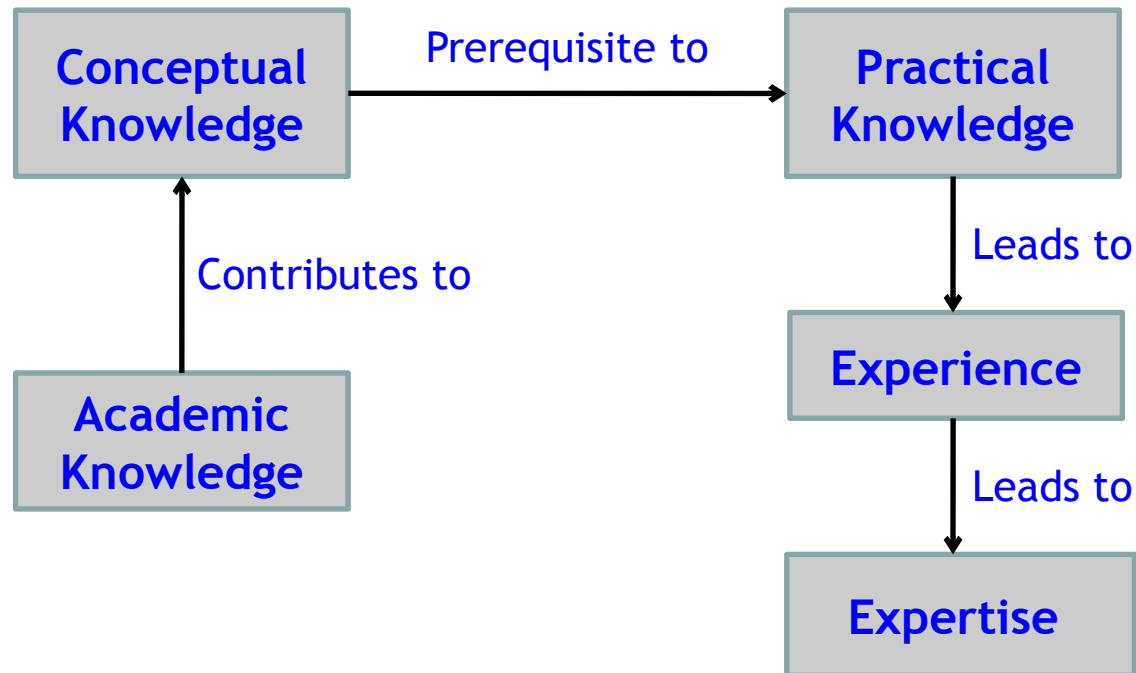 Conceptual
Knowledge
Prerequisite to
Practical
Knowledge
Contributes to
Leads to
Academic
Knowledge
Experience
Leads to
Expertise